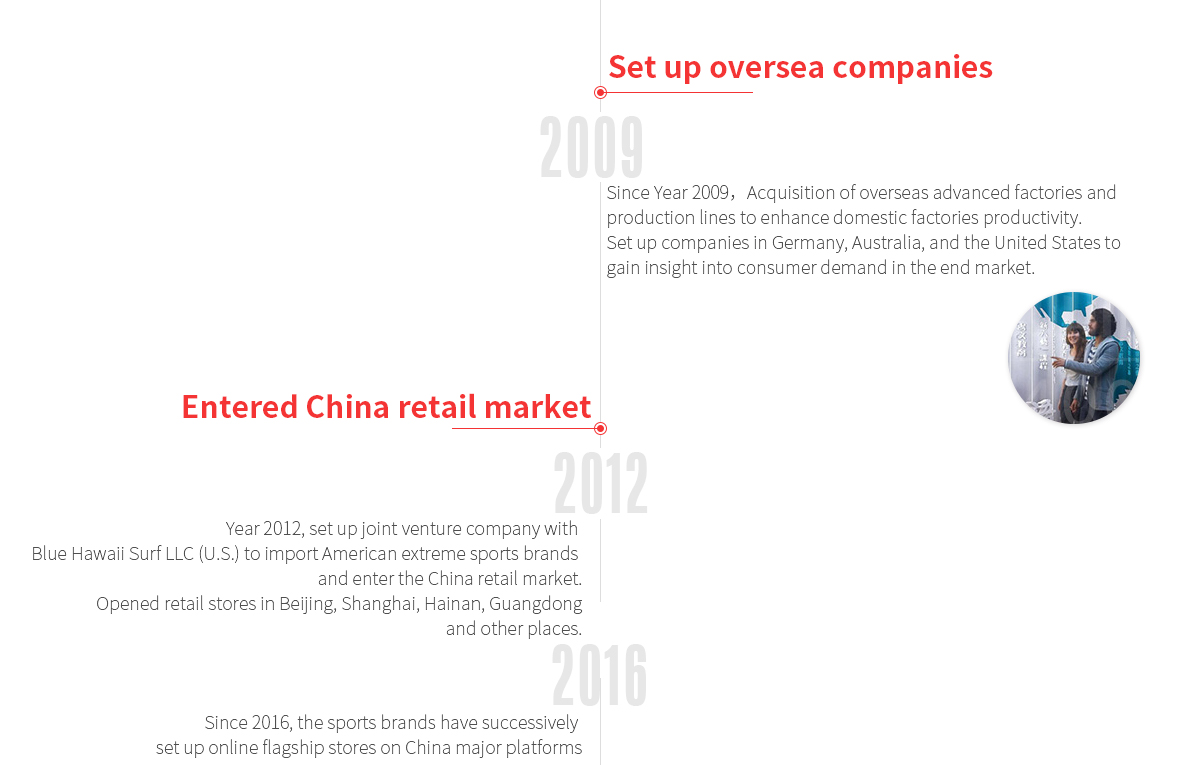 Set up oversea companies
2009
Since Year 2009，Acquisition of overseas advanced factories and
production lines to enhance domestic factories productivity.
Set up companies in Germany, Australia, and the United States to
gain insight into consumer demand in the end market.
Entered China retail market
2012
Year 2012, set up joint venture company with
Blue Hawaii Surf LLC (U.S.) to import American extreme sports brands
and enter the China retail market.
Opened retail stores in Beijing, Shanghai, Hainan, Guangdong
and other places.
2016
Since 2016, the sports brands have successively
set up online flagship stores on China major platforms